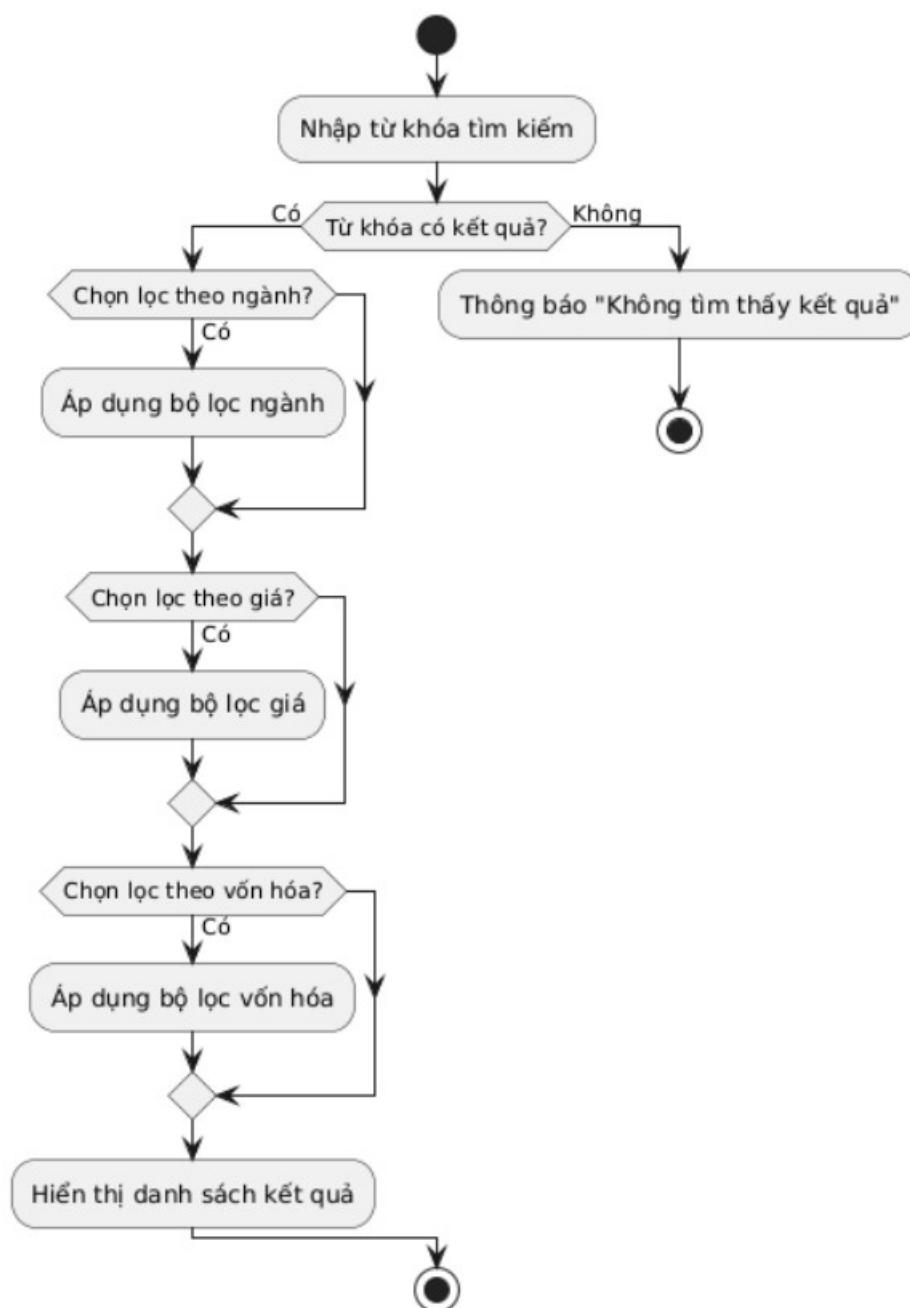 Nhập từ khóa tìm kiếm
Có
Từ khóa có kết quả?
Không
Chọn lọc theo ngành?
Có
Áp dụng bộ lọc ngành
Thông báo "Không tìm thấy kết quả"
Chọn lọc theo giá?
Có
Áp dụng bộ lọc giá
Chọn lọc theo vốn hóa?
Có
Áp dụng bộ lọc vốn hóa
Hiển thị danh sách kết quả